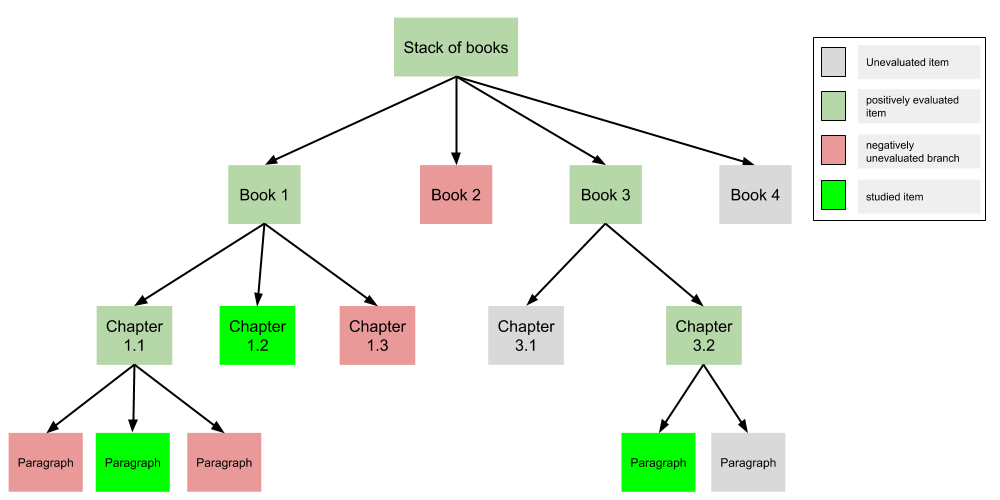 Stack of books
Unevaluated item
positively evaluated
item
negatively
unevaluated branch
studied item
Book 1
Book 2
Book 3
Book 4
Chapter
1.1
Chapter
1.2
Chapter
1.3
Chapter
3.1
Chapter
3.2
Paragraph
Paragraph
Paragraph
Paragraph
Paragraph